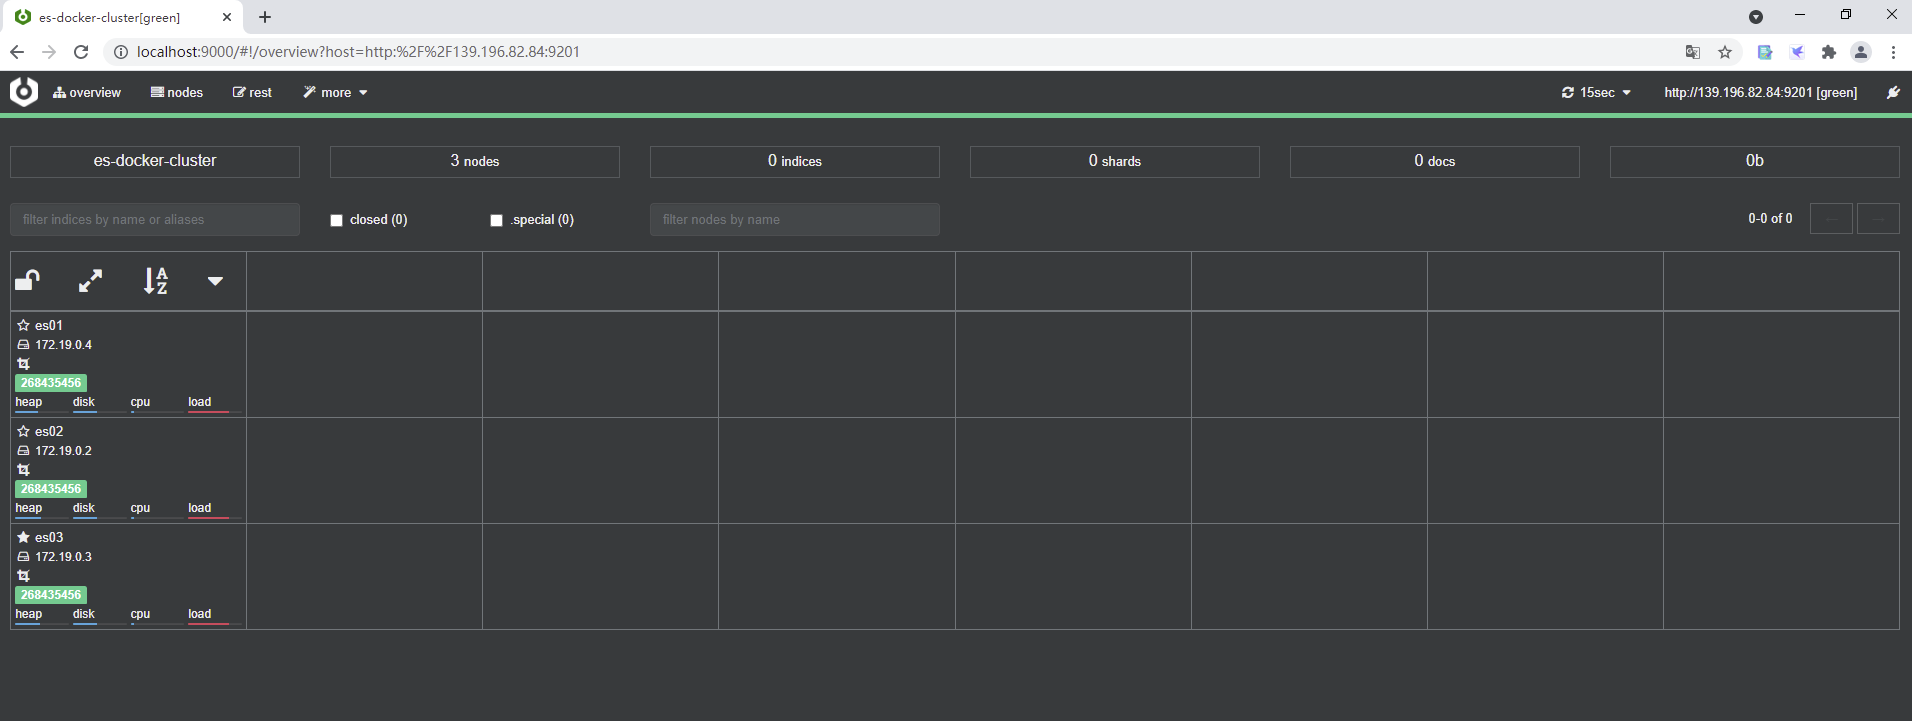 es-docker-cluster[green]
localhost:9000/#!/overview?host=http:%2F%2F139.196.82.84:9201
overview nodes rest more 15sec http://139.196.82.84:9201 [green]
es-docker-cluster 3 nodes 0 indices 0 shards 0 docs 0b
filter indices by name or aliases closed (0) .special (0) filter nodes by name 0-0 of 0
A
Z
es01
172.19.0.4
268435456
heap disk cpu load
es02
172.19.0.2
268435456
heap disk cpu load
es03
172.19.0.3
268435456
heap disk cpu load